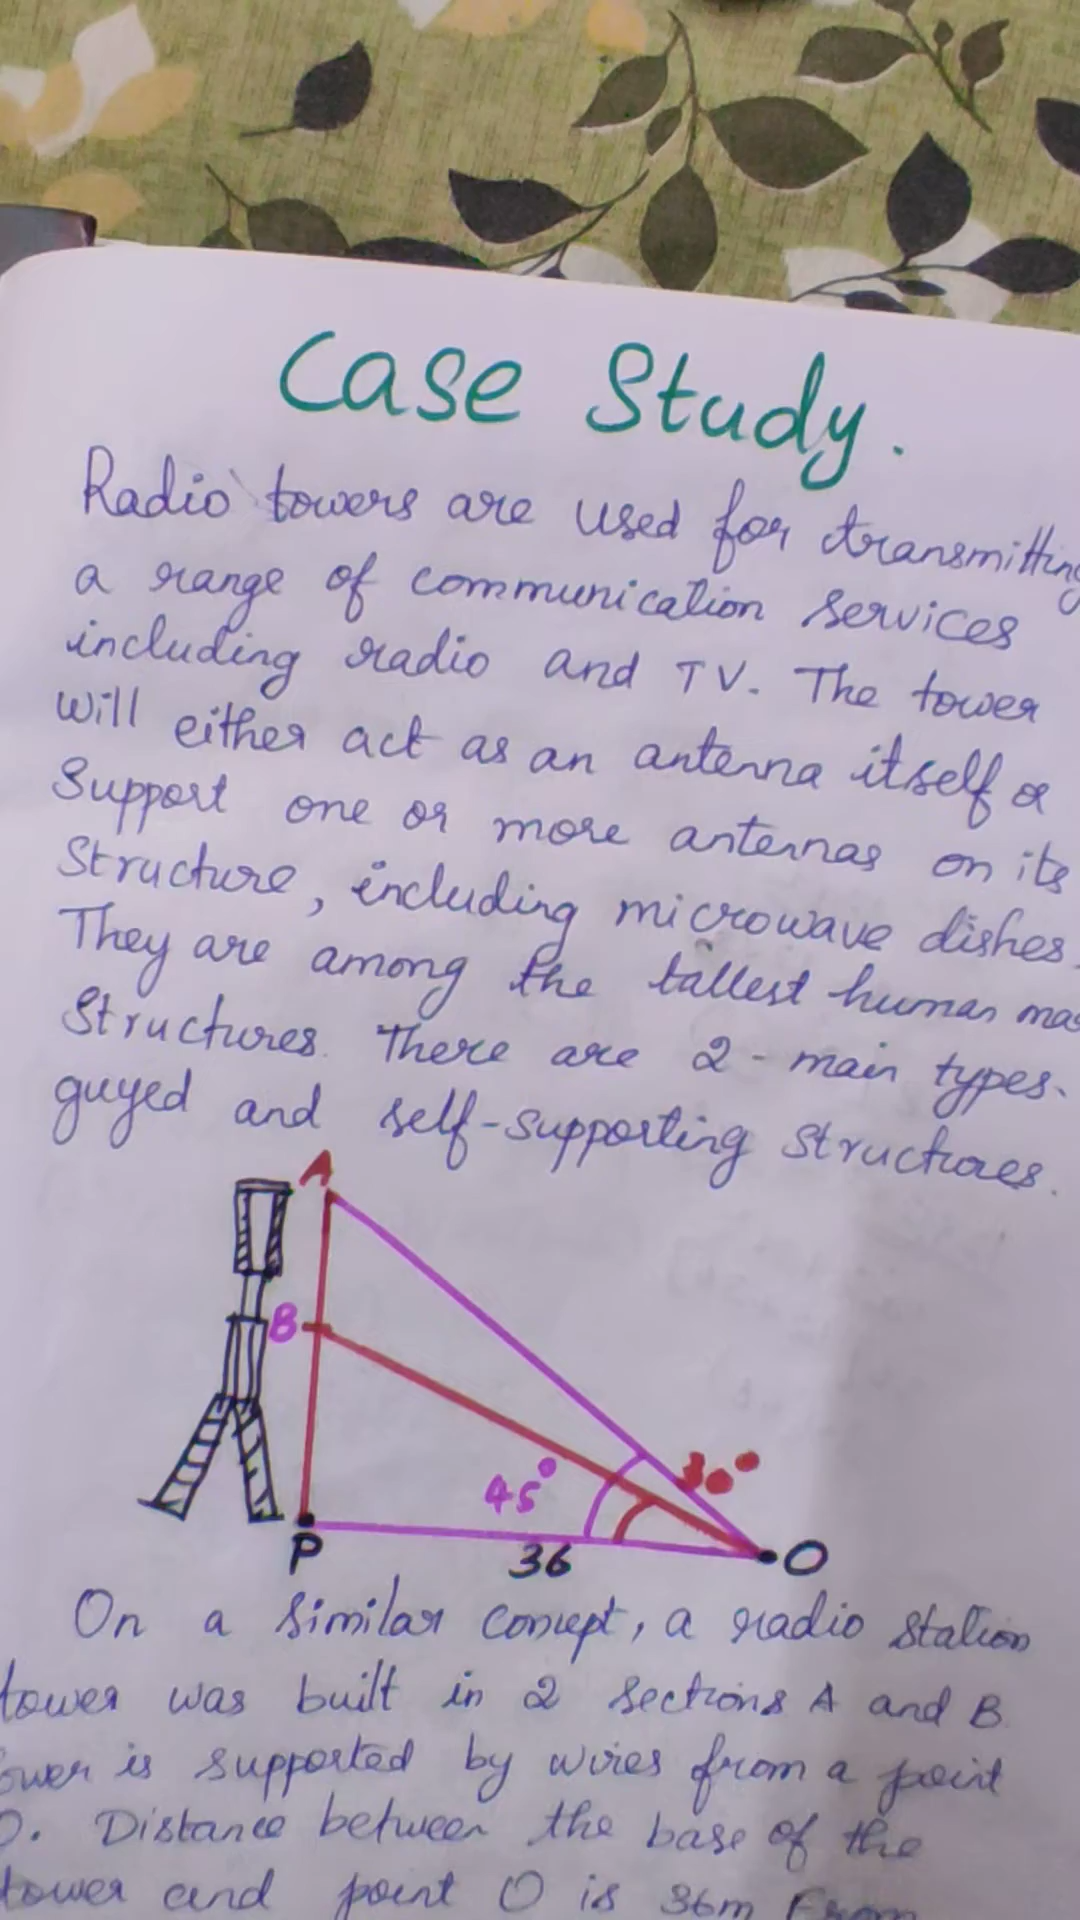 Case Study.
Radio towers are used for transmitting
a range of communication services
including radio and TV. The tower
will either act as an antenna itself or
Support one or more antennas on its
Structure, including microwave dishes.
They are among the tallest human
Structures. There are 2 - main types.
guyed and self-supporting structures.
A
B
45°
30°
P
36
O
On a similar concept, a radio station
tower was built in 2 sections A and B.
is supported by wires from a point
O. Distance between the base of the
tower and point O is 36m From